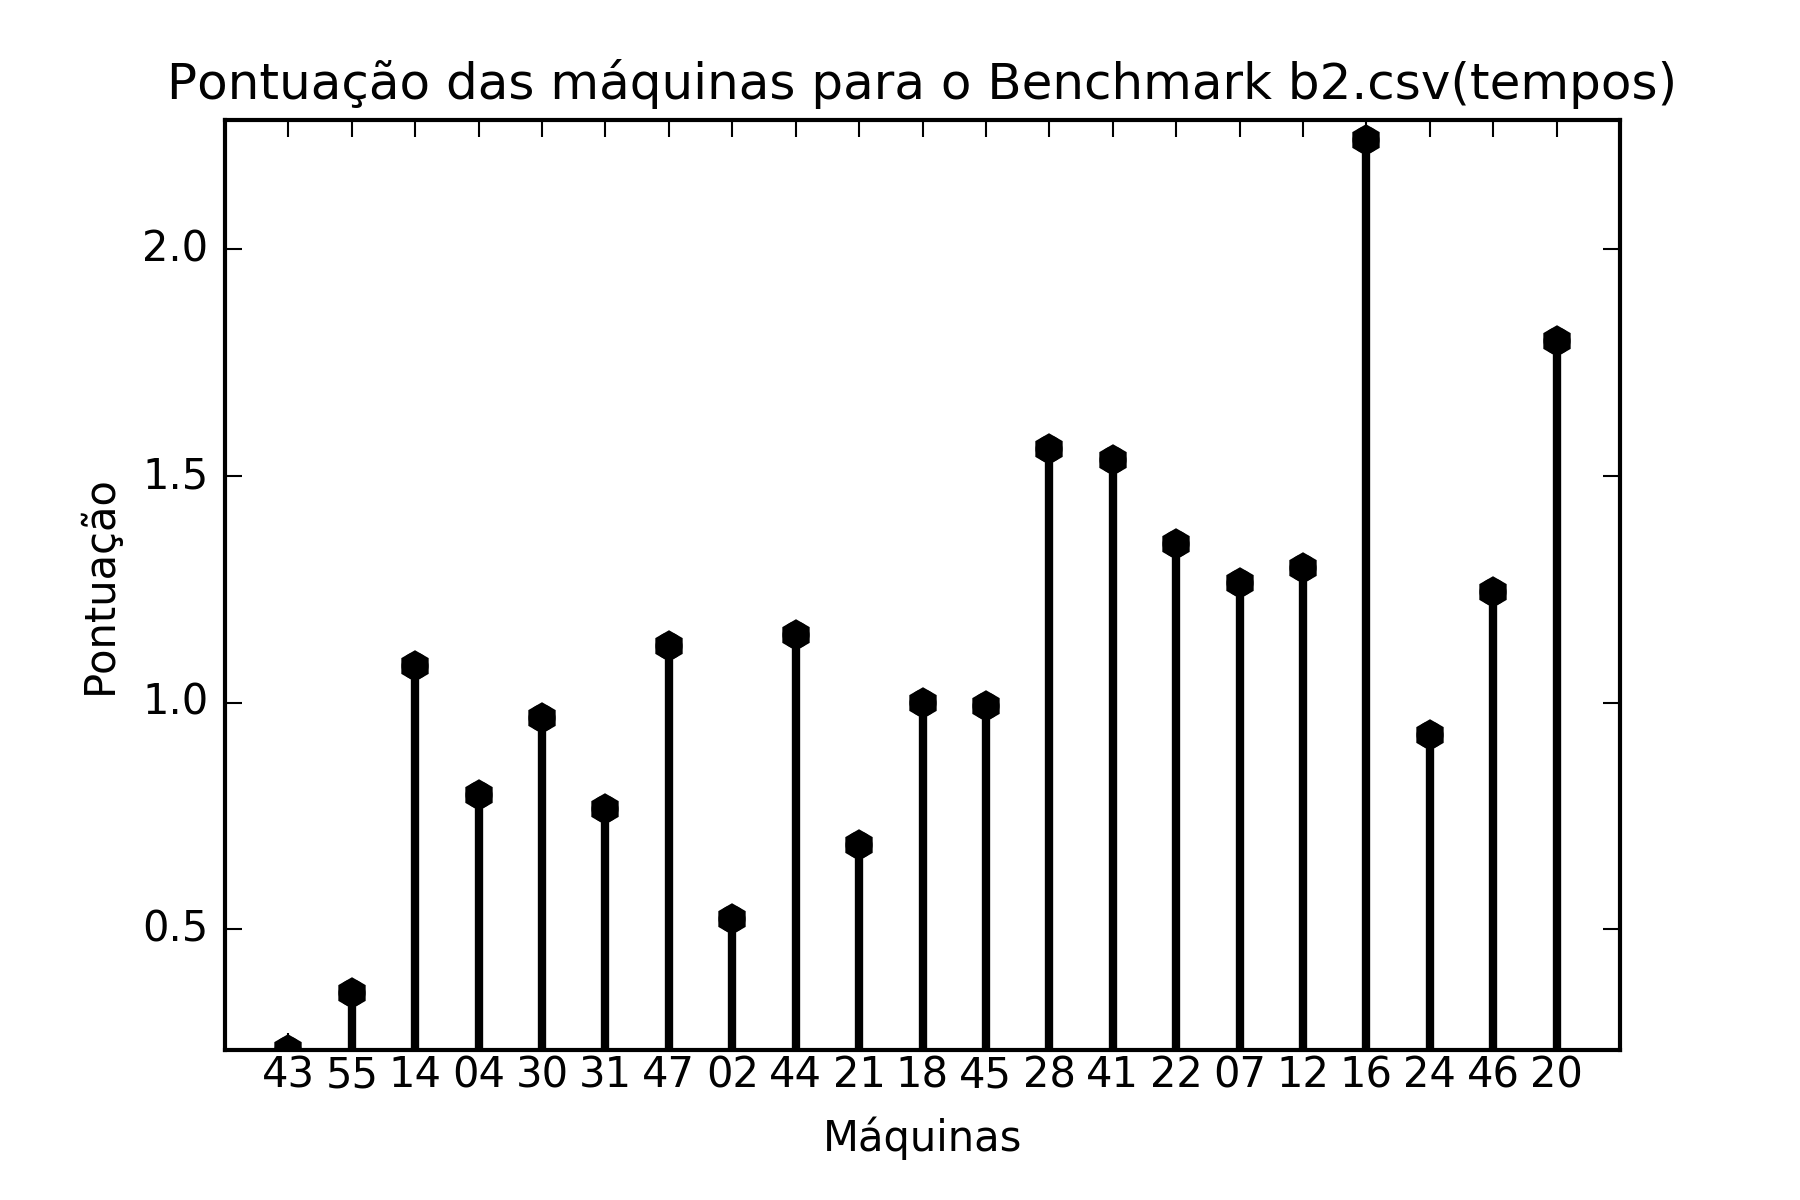 Pontuação das máquinas para o Benchmark b2.csv(tempos)
2.0
1.5
1.0
0.5
Pontuação
43 55 14 04 30 31 47 02 44 21 18 45 28 41 22 07 12 16 24 46 20
Máquinas